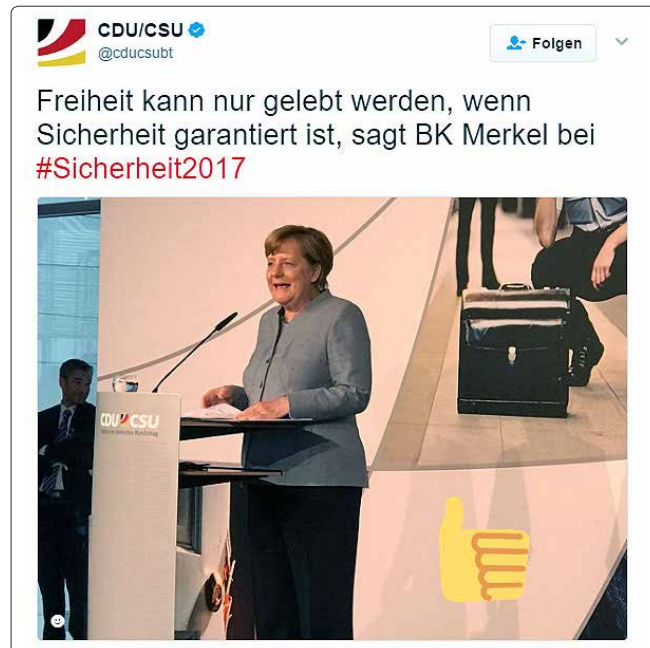 CDU/CSU
@cducsubt
Folgen
Freiheit kann nur gelebt werden, wenn
Sicherheit garantiert ist, sagt BK Merkel bei
#Sicherheit2017
CDU CSU